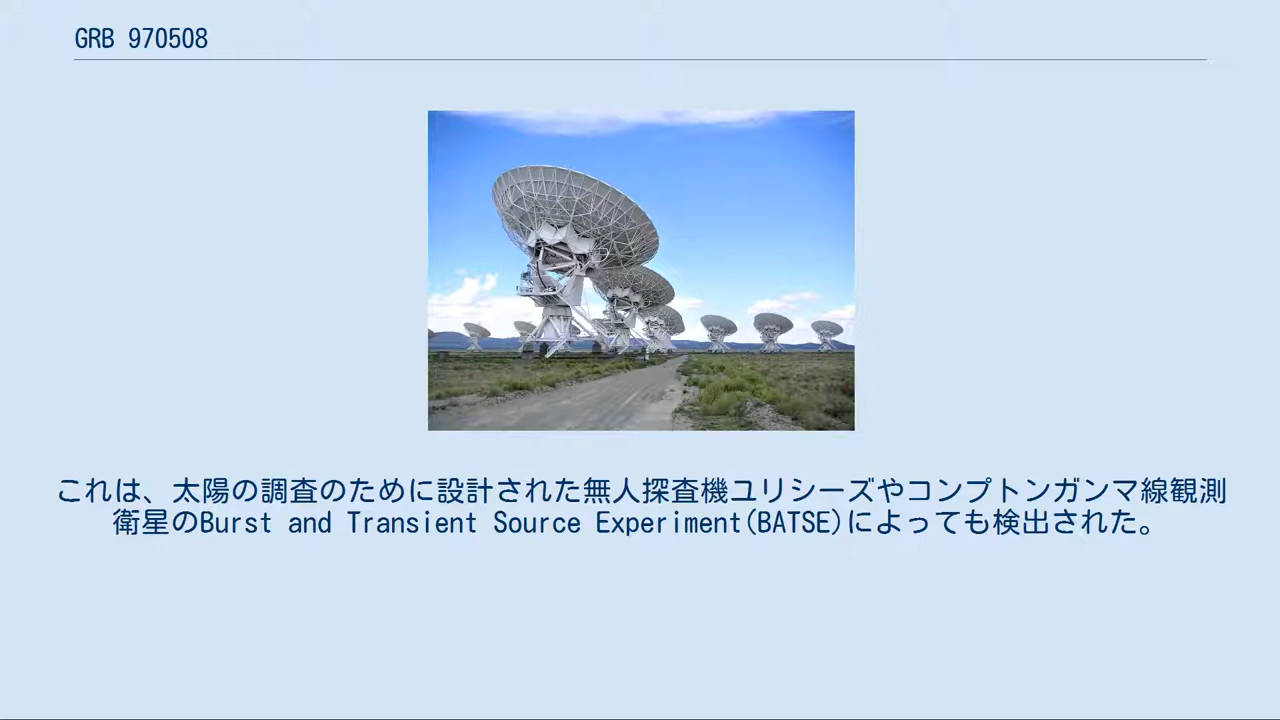 GRB 970508
これは、太陽の調査のために設計された無人探査機ユリシーズやコンプトンガンマ線観測
衛星のBurst and Transient Source Experiment(BATSE)によっても検出された。